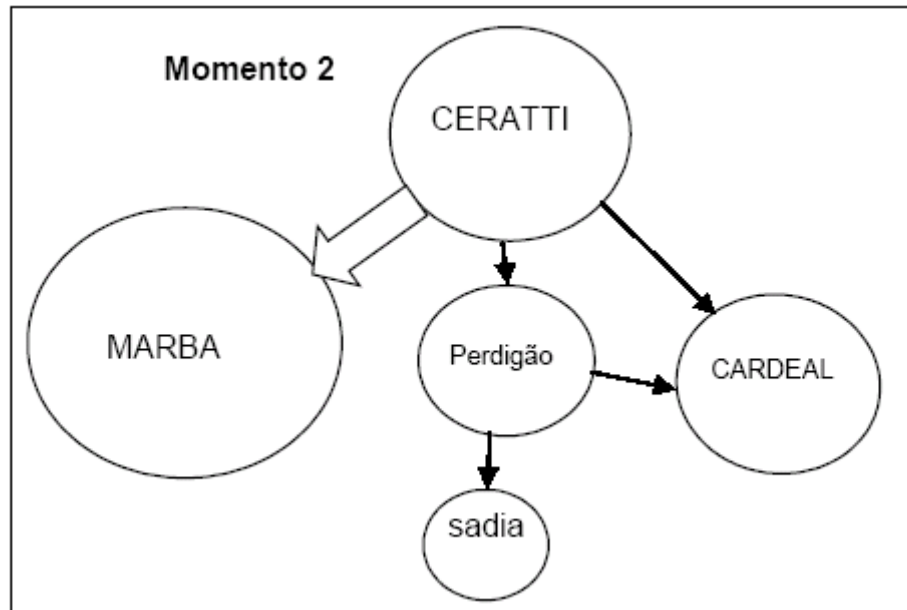 Momento 2
CERATTI
MARBA
Perdigão
CARDEAL
sadia